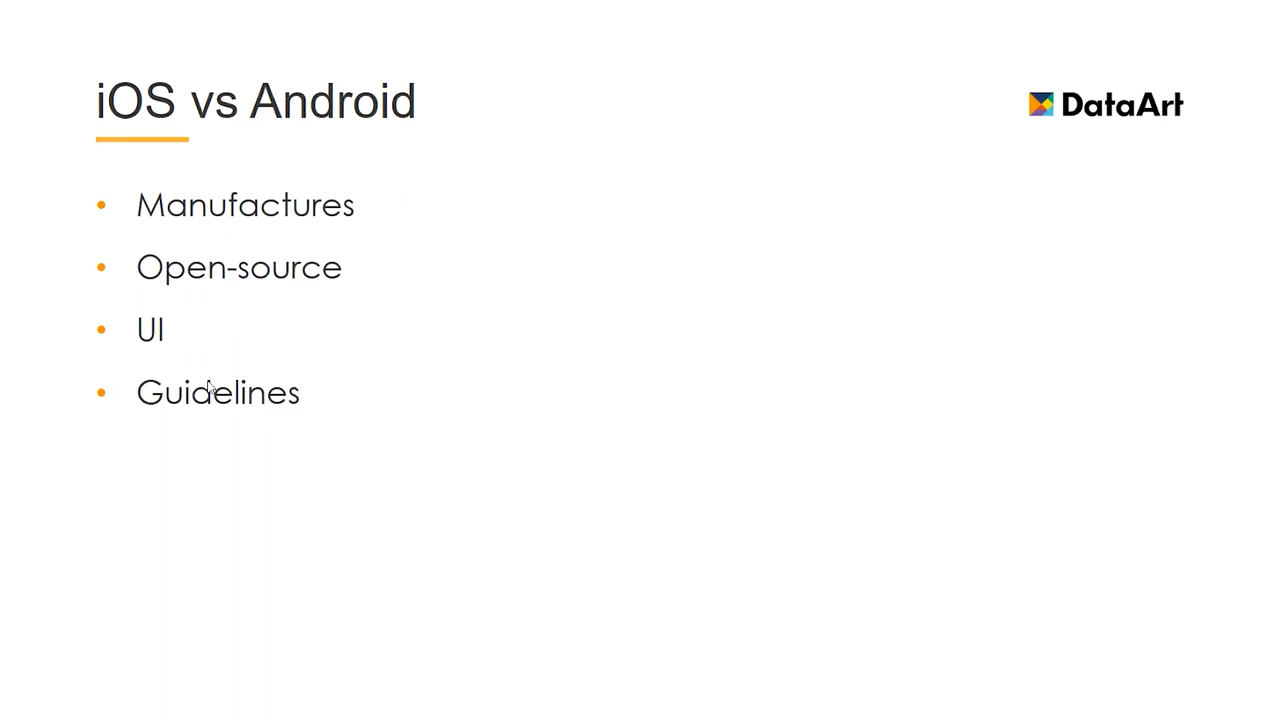 iOS vs Android
DataArt
• Manufactures
• Open-source
• UI
• Guidelines